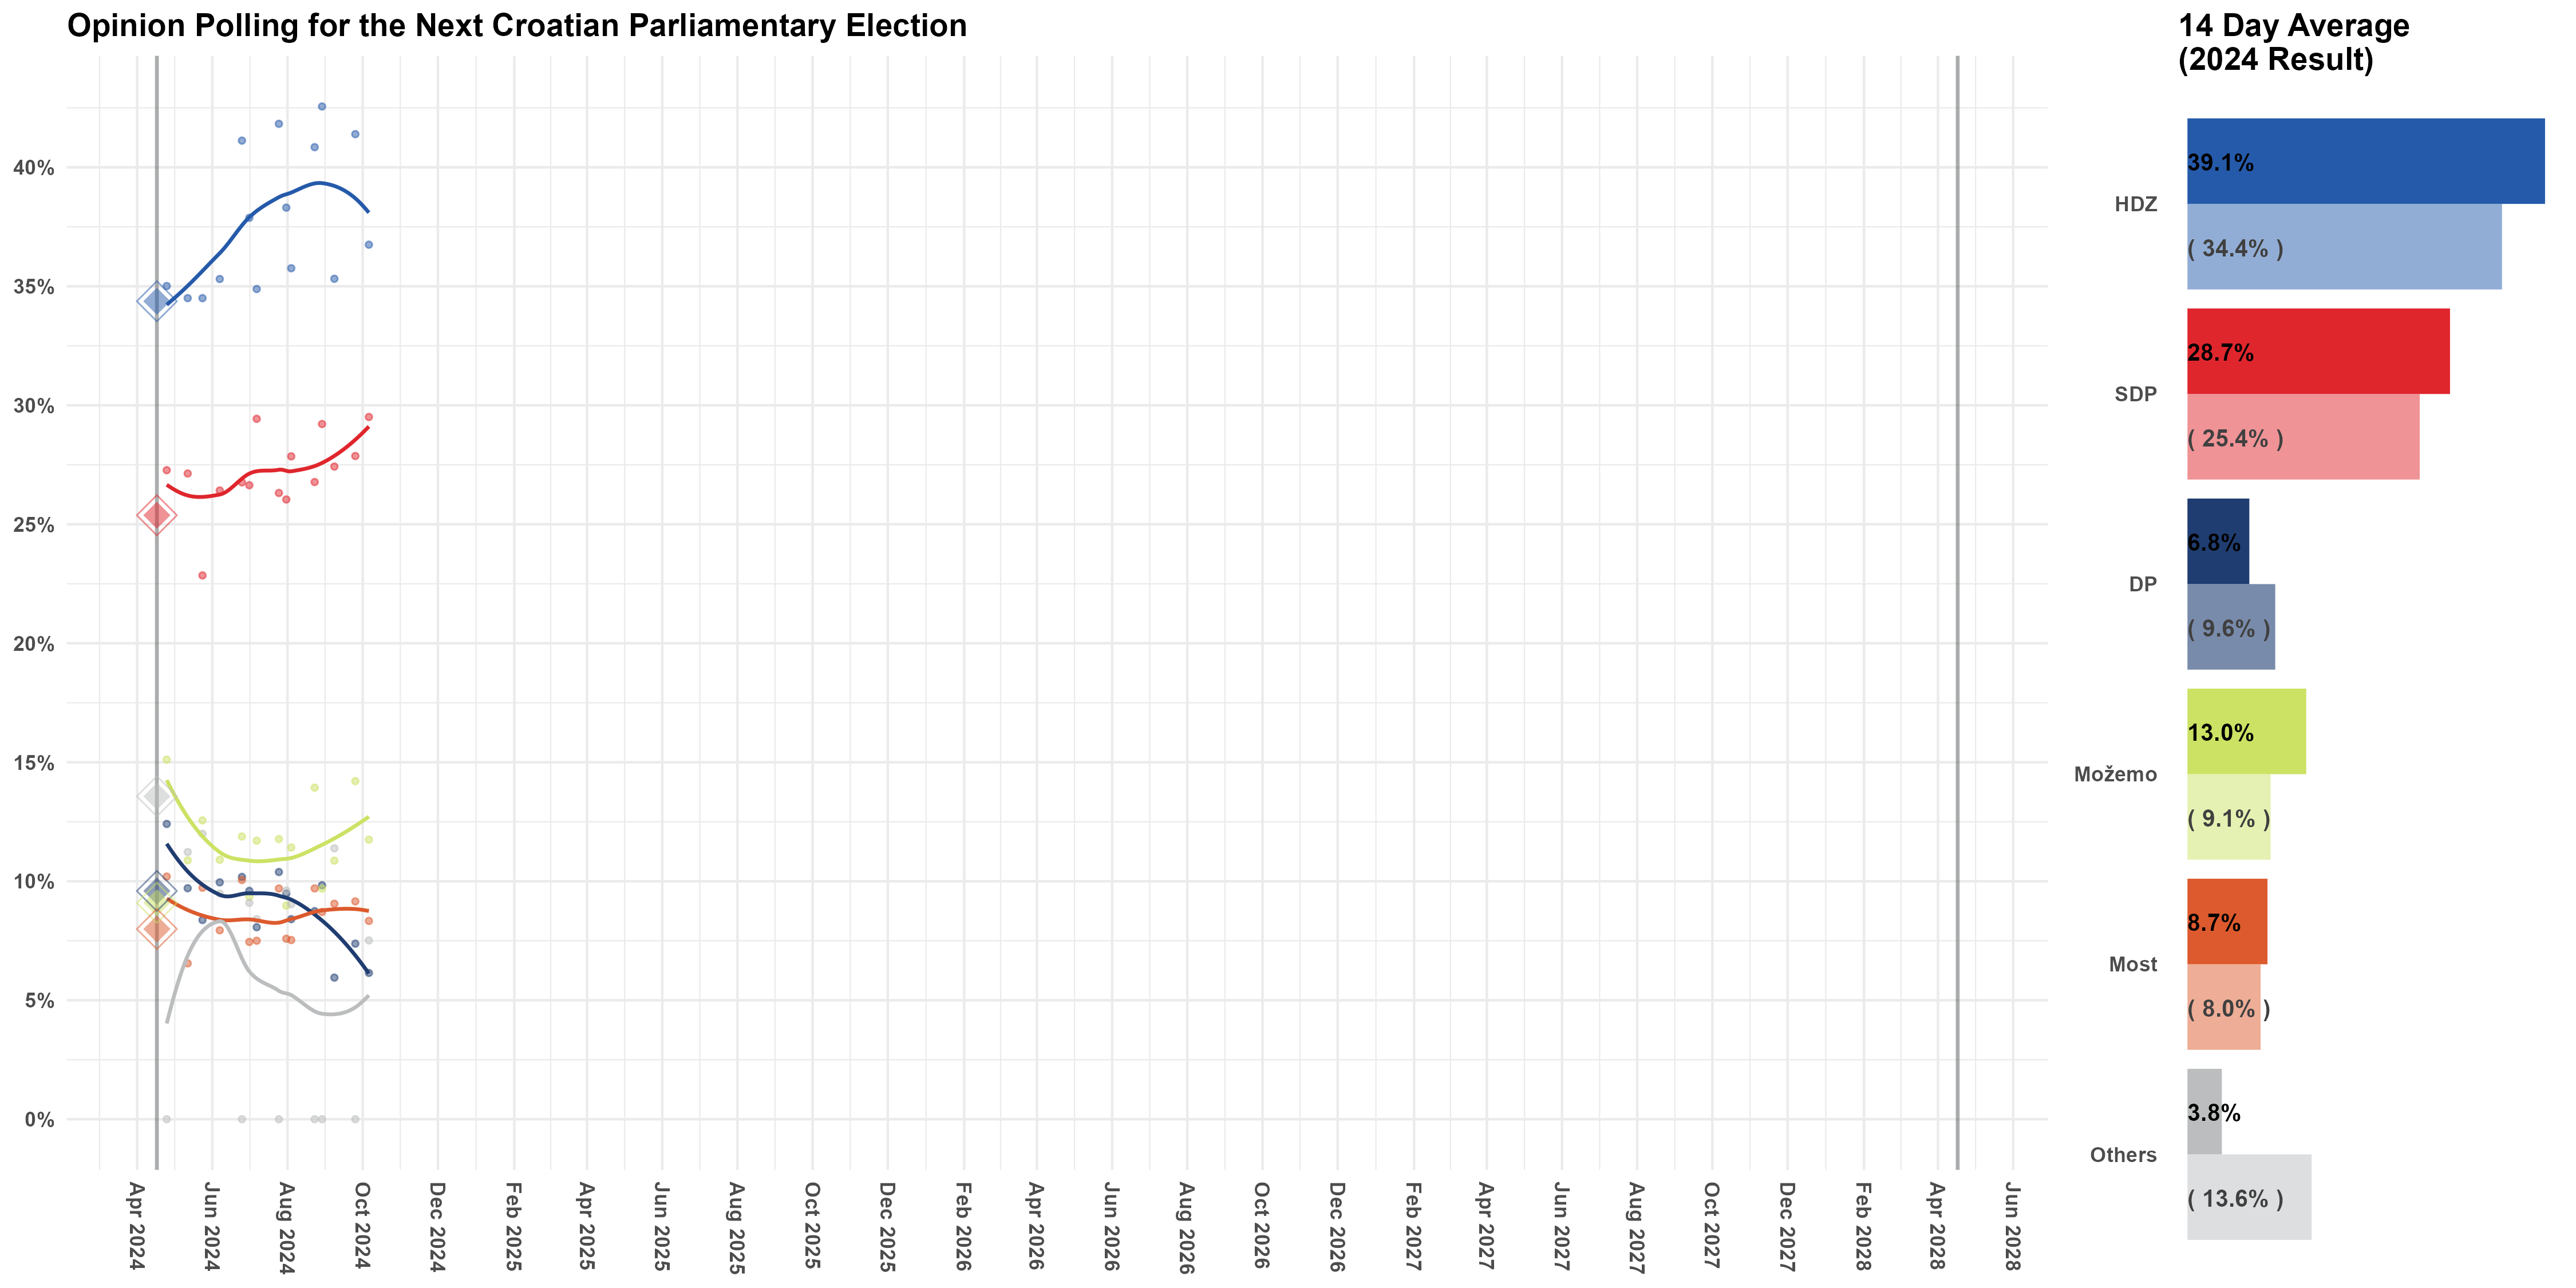 Opinion Polling for the Next Croatian Parliamentary Election
14 Day Average
(2024 Result)
40%
35%
30%
25%
20%
15%
10%
5%
0%
Apr 2024
Jun 2024
Aug 2024
Oct 2024
Dec 2024
Feb 2025
Apr 2025
Jun 2025
Aug 2025
Oct 2025
Dec 2025
Feb 2026
Apr 2026
Jun 2026
Aug 2026
Oct 2026
Dec 2026
Feb 2027
Apr 2027
Jun 2027
Aug 2027
Oct 2027
Dec 2027
Feb 2028
Apr 2028
Jun 2028
HDZ
39.1%
( 34.4% )
SDP
28.7%
( 25.4% )
DP
6.8%
( 9.6% )
Možemo
13.0%
( 9.1% )
Most
8.7%
( 8.0% )
Others
3.8%
( 13.6% )